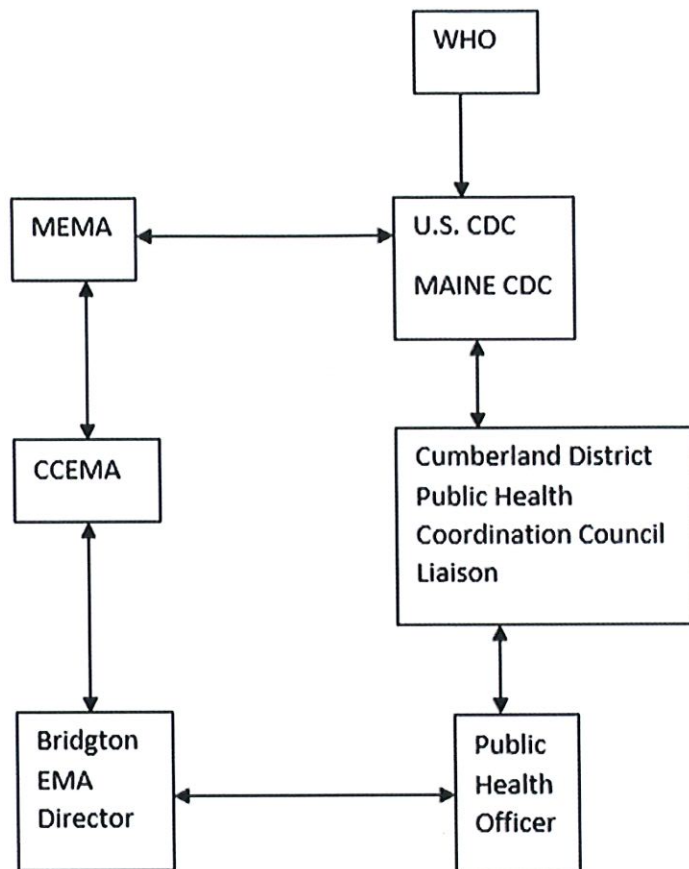 WHO
MEMA
U.S. CDC
MAINE CDC
CCEMA
Cumberland District
Public Health
Coordination Council
Liaison
Bridgton
EMA
Director
Public
Health
Officer